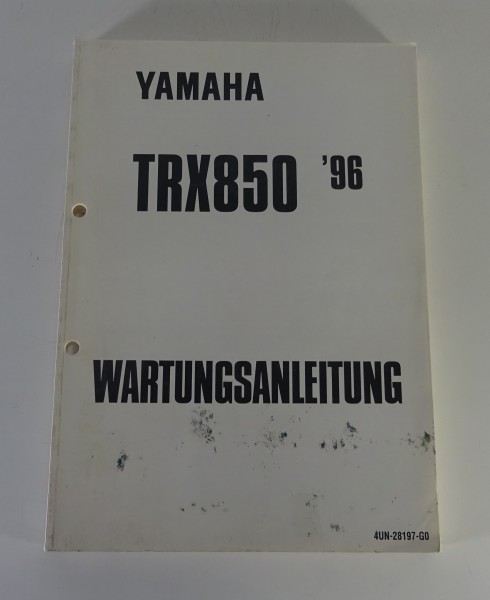 YAMAHA
TRX850 '96
WARTUNGSANLEITUNG
4UN-28197-G0